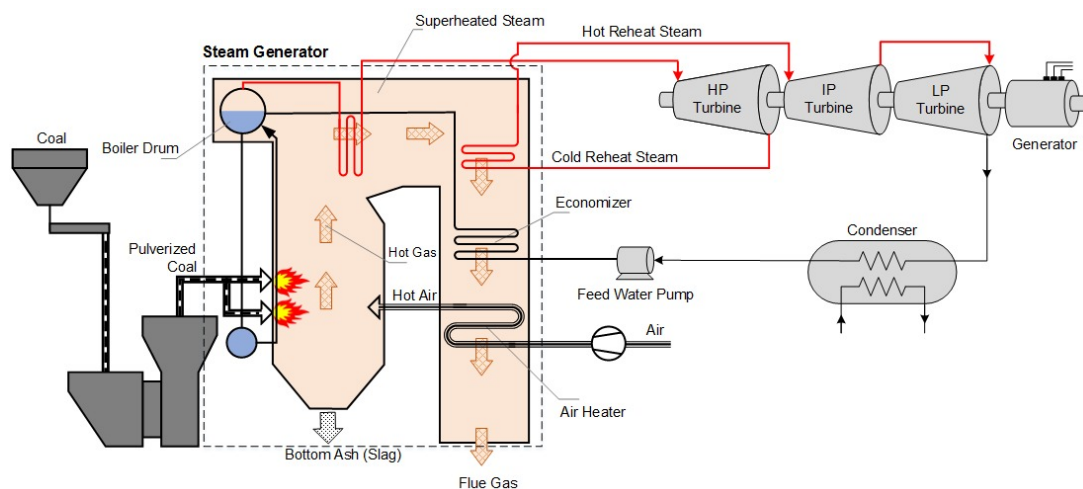 Superheated Steam
Hot Reheat Steam
Steam Generator
HP
Turbine
IP
Turbine
LP
Turbine
Coal
Boiler Drum
Cold Reheat Steam
Generator
Economizer
Pulverized
Coal
Hot Gas
Condenser
Hot Air
Feed Water Pump
Air
Air Heater
Bottom Ash (Slag)
Flue Gas